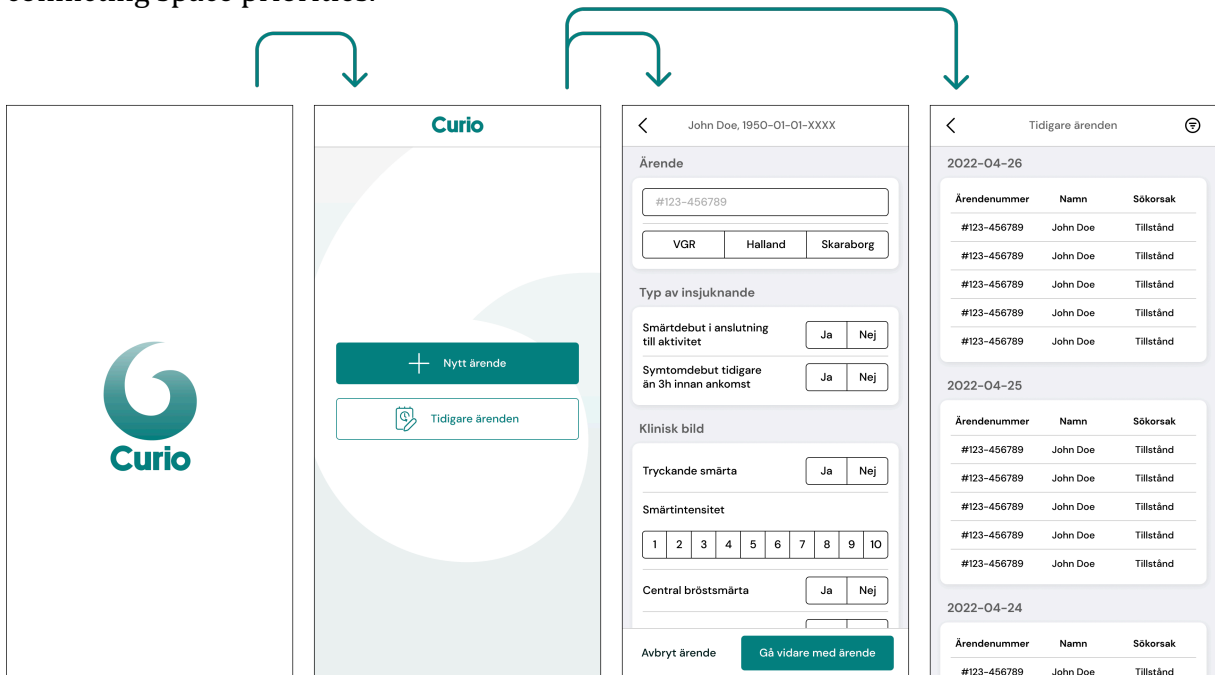 Curio
Curio
Nytt ärende
Tidigare ärenden
John Doe, 1950-01-01-XXXX
Ärende
#123-456789
VGR Halland Skaraborg
Typ av insjuknande
Smärtdebut i anslutning
till aktivitet
Ja Nej
Symtomdebut tidigare
än 3h innan ankomst
Ja Nej
Klinisk bild
Tryckande smärta Ja Nej
Smärtintensitet
1 2 3 4 5 6 7 8 9 10
Central bröstsmärta Ja Nej
Avbryt ärende Gå vidare med ärende
Tidigare ärenden
2022-04-26
Ärendenummer Namn Sökorsak
#123-456789 John Doe Tillstånd
#123-456789 John Doe Tillstånd
#123-456789 John Doe Tillstånd
#123-456789 John Doe Tillstånd
#123-456789 John Doe Tillstånd
2022-04-25
Ärendenummer Namn Sökorsak
#123-456789 John Doe Tillstånd
#123-456789 John Doe Tillstånd
#123-456789 John Doe Tillstånd
#123-456789 John Doe Tillstånd
#123-456789 John Doe Tillstånd
2022-04-24
Ärendenummer Namn Sökorsak
#123-456789 John Doe Tillstånd